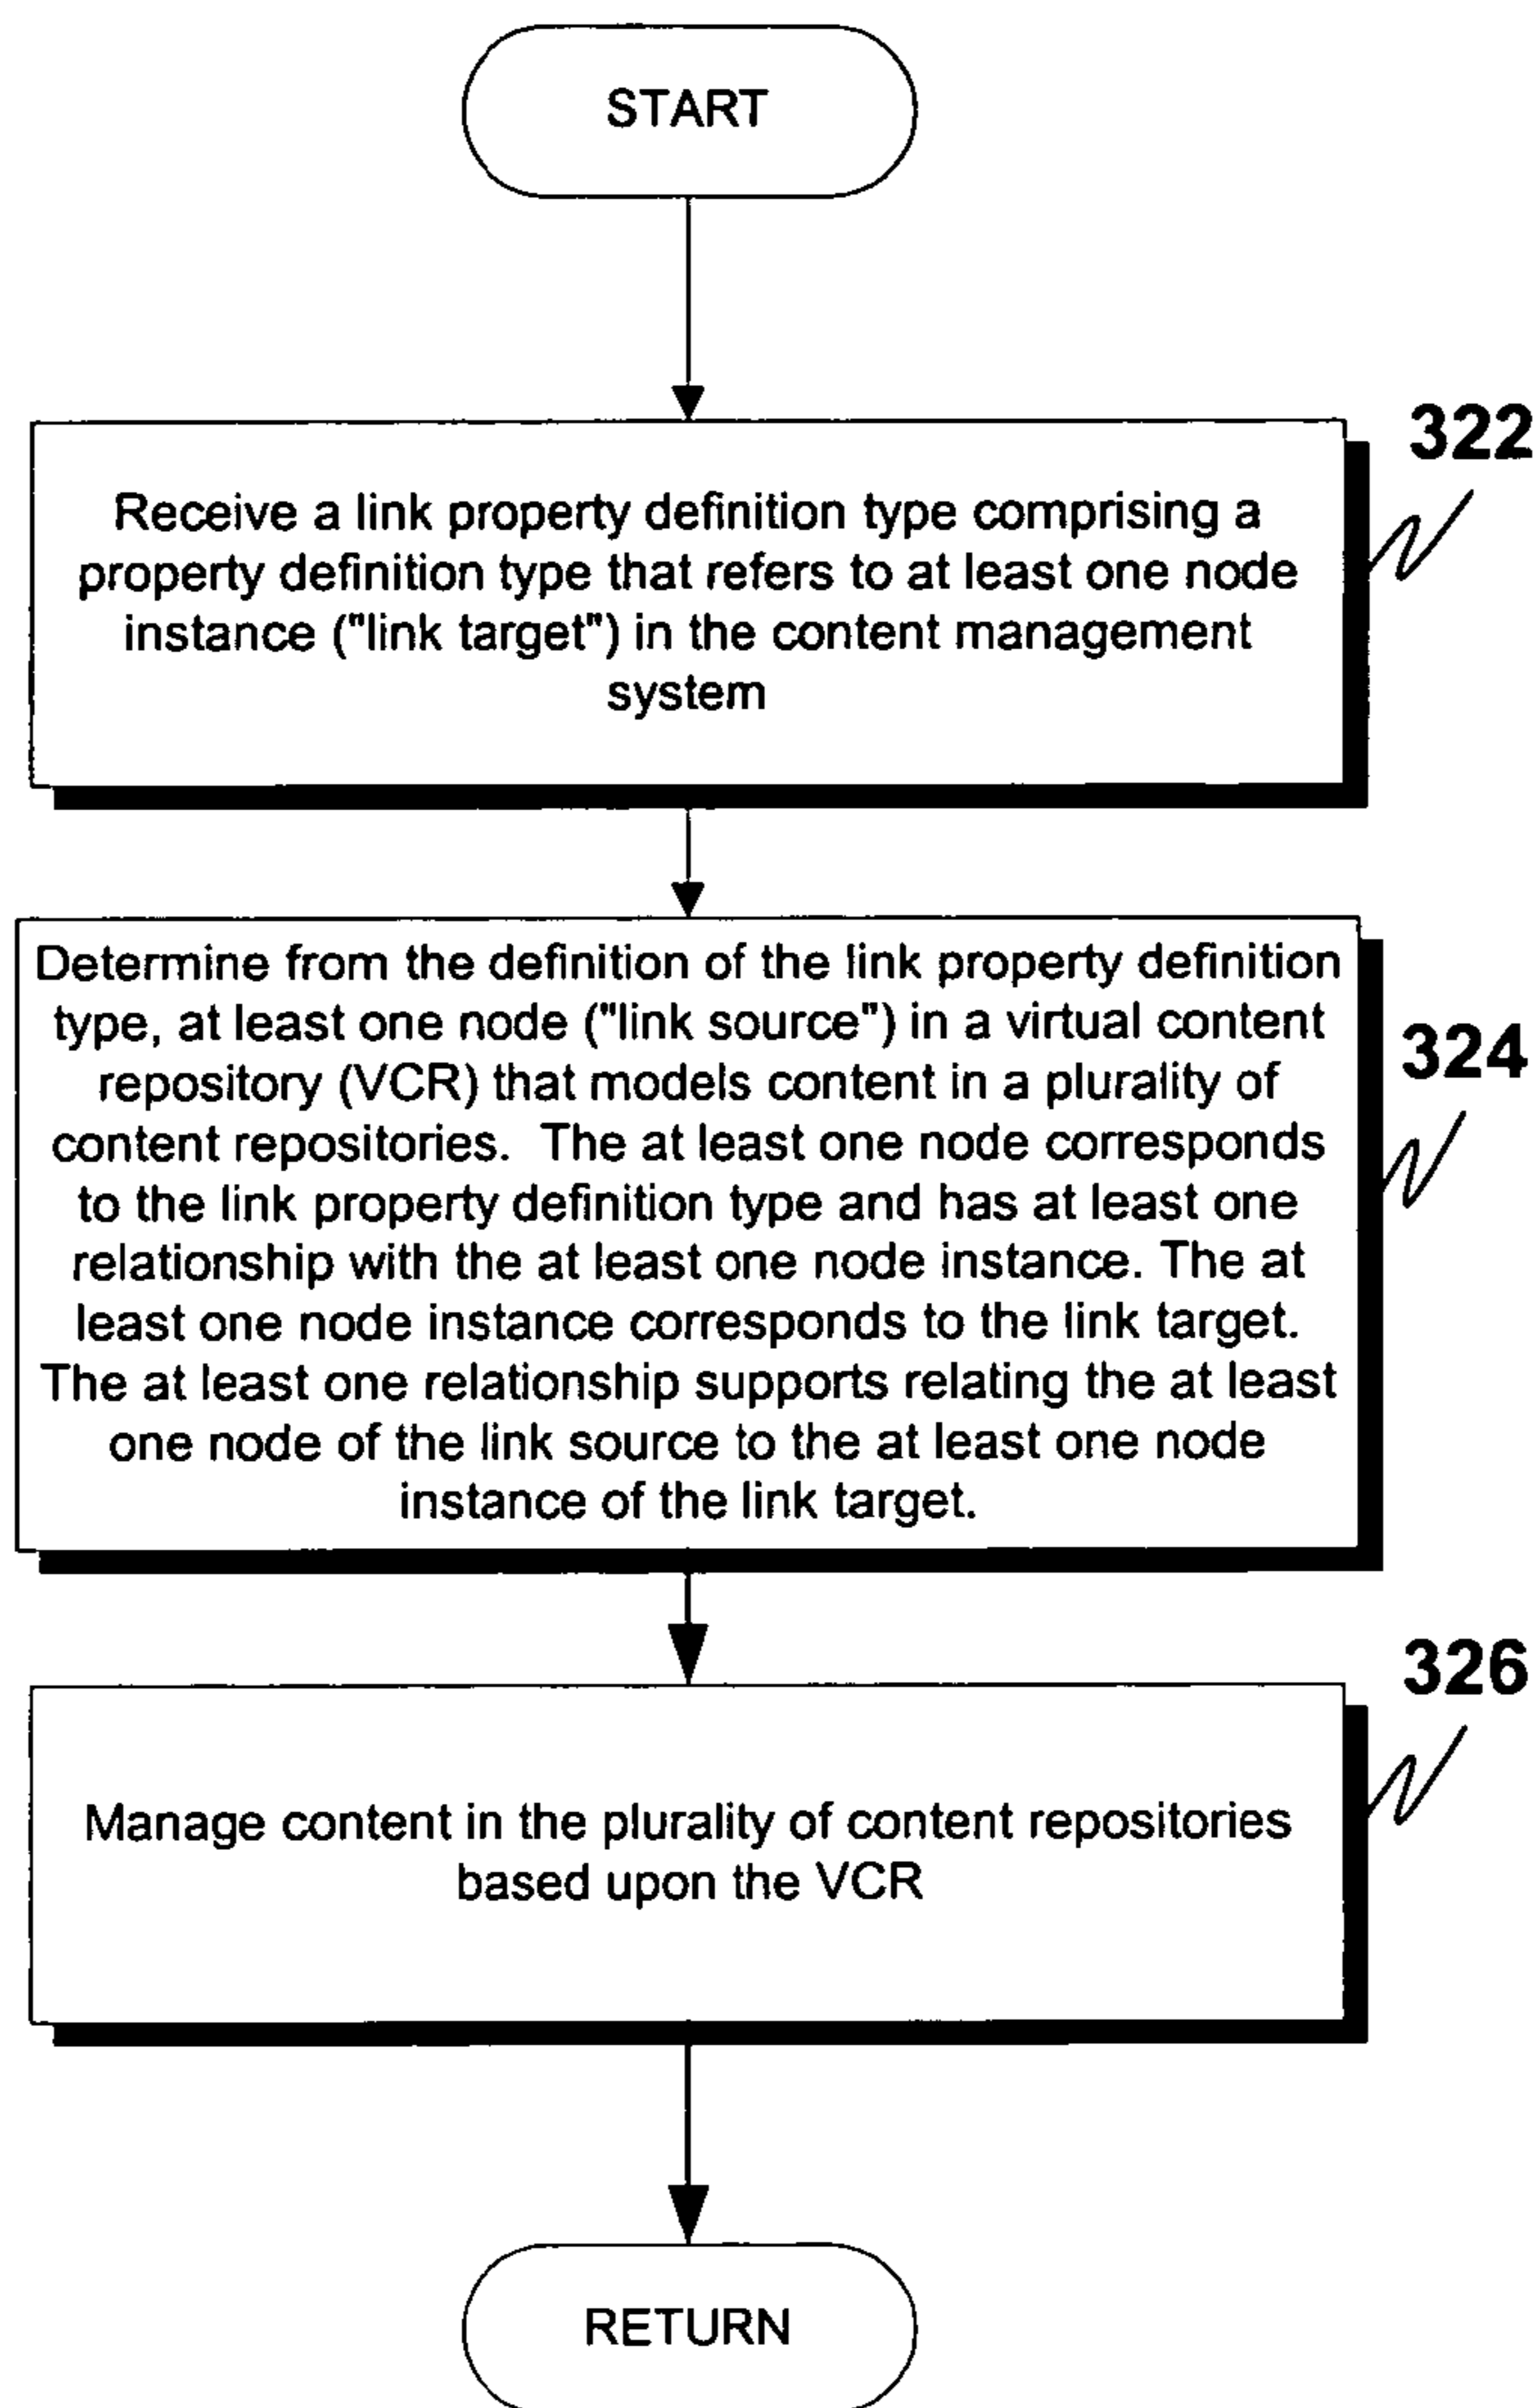 START
322
Receive a link property definition type comprising a
property definition type that refers to at least one node
instance ("link target") in the content management
system
Determine from the definition of the link property definition
type, at least one node ("link source") in a virtual content
repository (VCR) that models content in a plurality of
content repositories. The at least one node corresponds
to the link property definition type and has at least one
relationship with the at least one node instance. The at
least one node instance corresponds to the link target.
The at least one relationship supports relating the at least
one node of the link source to the at least one node
instance of the link target.
324
326
Manage content in the plurality of content repositories
based upon the VCR
RETURN